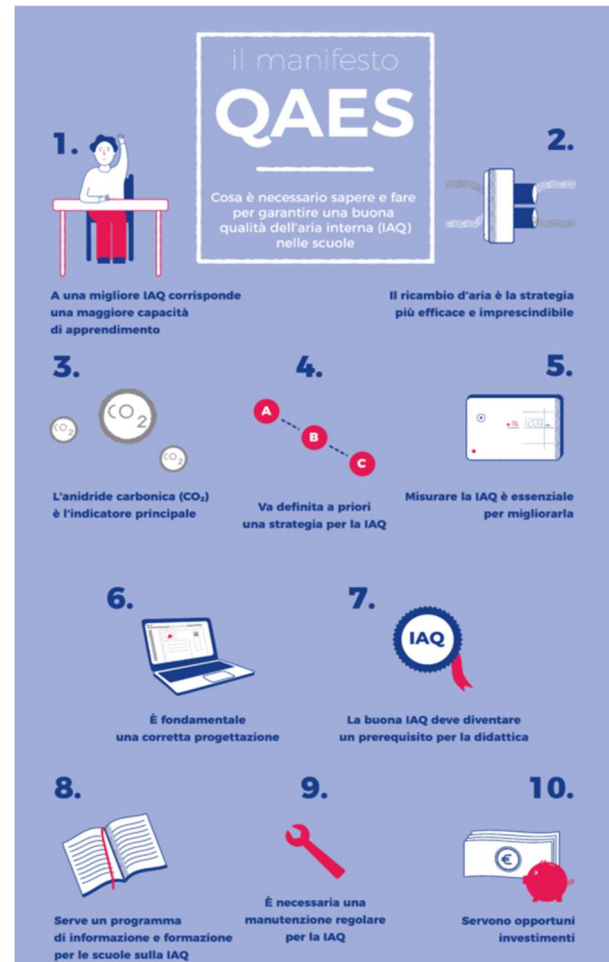 il manifesto
QAES
Cosa è necessario sapere e fare
per garantire una buona
qualità dell'aria interna (IAQ)
nelle scuole
1.
A una migliore IAQ corrisponde
una maggiore capacità
di apprendimento
2.
Il ricambio d'aria è la strategia
più efficace e imprescindibile
3.
CO2
CO2
CO2
L'anidride carbonica (CO₂)
è l'indicatore principale
4.
A
B
C
Va definita a priori
una strategia per la IAQ
5.
1200
Misurare la IAQ è essenziale
per migliorarla
6.
È fondamentale
una corretta progettazione
7.
IAQ
La buona IAQ deve diventare
un prerequisito per la didattica
8.
Serve un programma
di informazione e formazione
per le scuole sulla IAQ
9.
È necessaria una
manutenzione regolare
per la IAQ
10.
€
Servono opportuni
investimenti